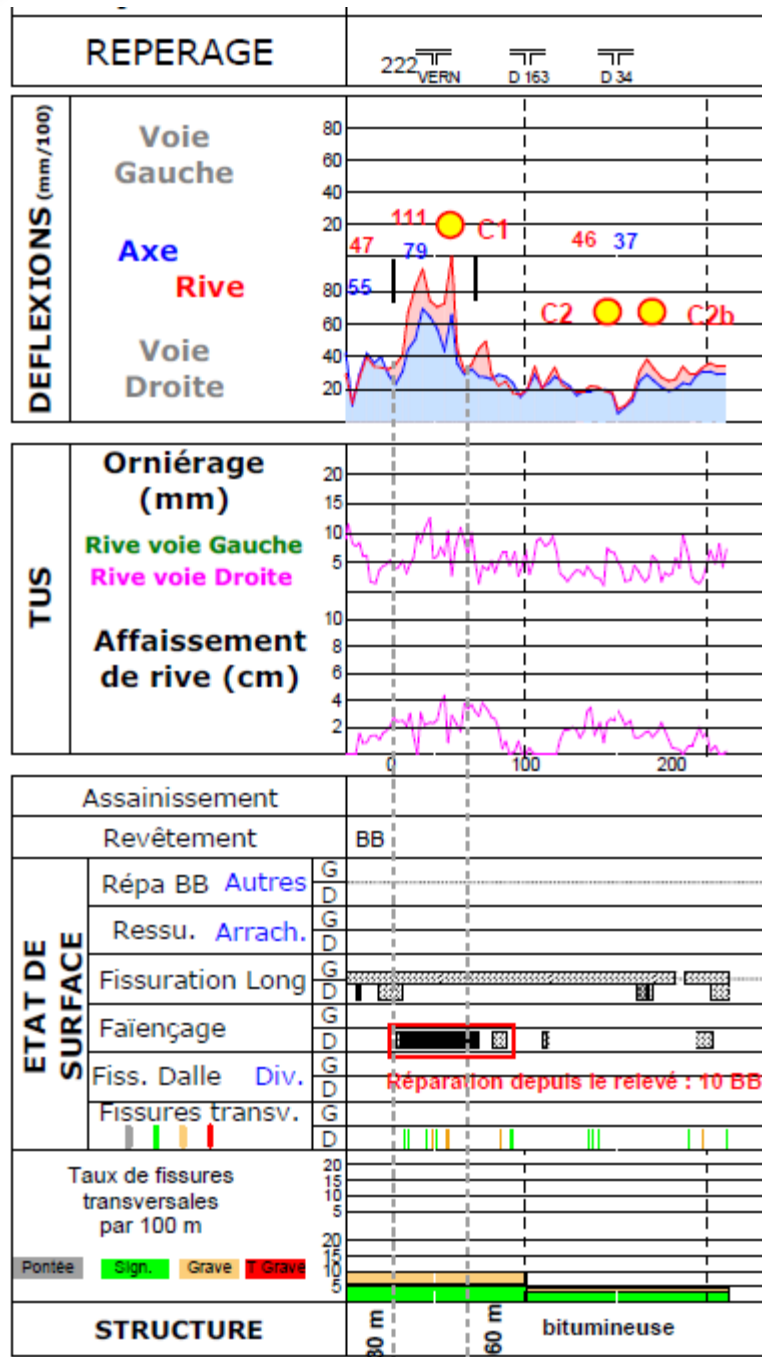 REPERAGE
222
VERN
D 163
D 34
DEFLEXIONS (mm/100)
Voie
Gauche
Axe
Rive
Voie
Droite
80
60
40
20
80
60
40
20
47
55
111
79
C1
46
37
C2
C2b
TUS
Orniérage
(mm)
Rive voie Gauche
Rive voie Droite
Affaissement
de rive (cm)
20
15
10
5
10
8
6
4
2
0
100
200
Assainissement
Revêtement
BB
ETAT DE
SURFACE
Répa BB Autres
G
D
Ressu. Arrach.
G
D
Fissuration Long
G
D
Faïençage
G
D
Fiss. Dalle Div.
G
D
Réparation depuis le relevé : 10 BB
Fissures transv.
G
D
Taux de fissures
transversales
par 100 m
Pontée
Sign.
Grave
T Grave
20
15
10
5
20
15
10
5
STRUCTURE
60 m
bitumineuse